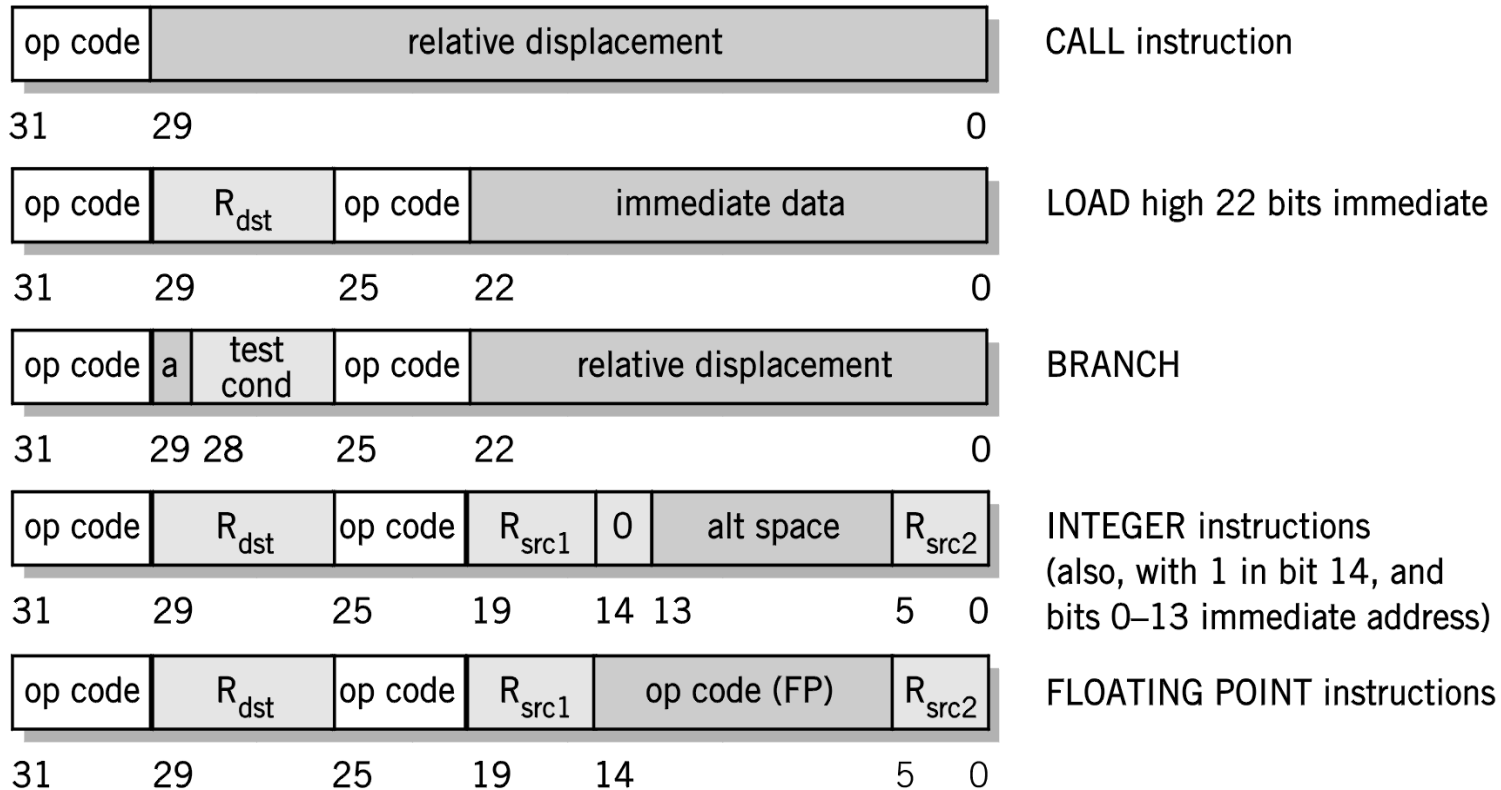 op code relative displacement CALL instruction
31 29 0
op code Rdst op code immediate data LOAD high 22 bits immediate
31 29 25 22 0
op code a test cond op code relative displacement BRANCH
31 29 28 25 22 0
op code Rdst op code Rsrc1 0 alt space Rsrc2 INTEGER instructions
(also, with 1 in bit 14, and
31 29 25 19 14 13 5 0 bits 0–13 immediate address)
op code Rdst op code Rsrc1 op code (FP) Rsrc2 FLOATING POINT instructions
31 29 25 19 14 5 0